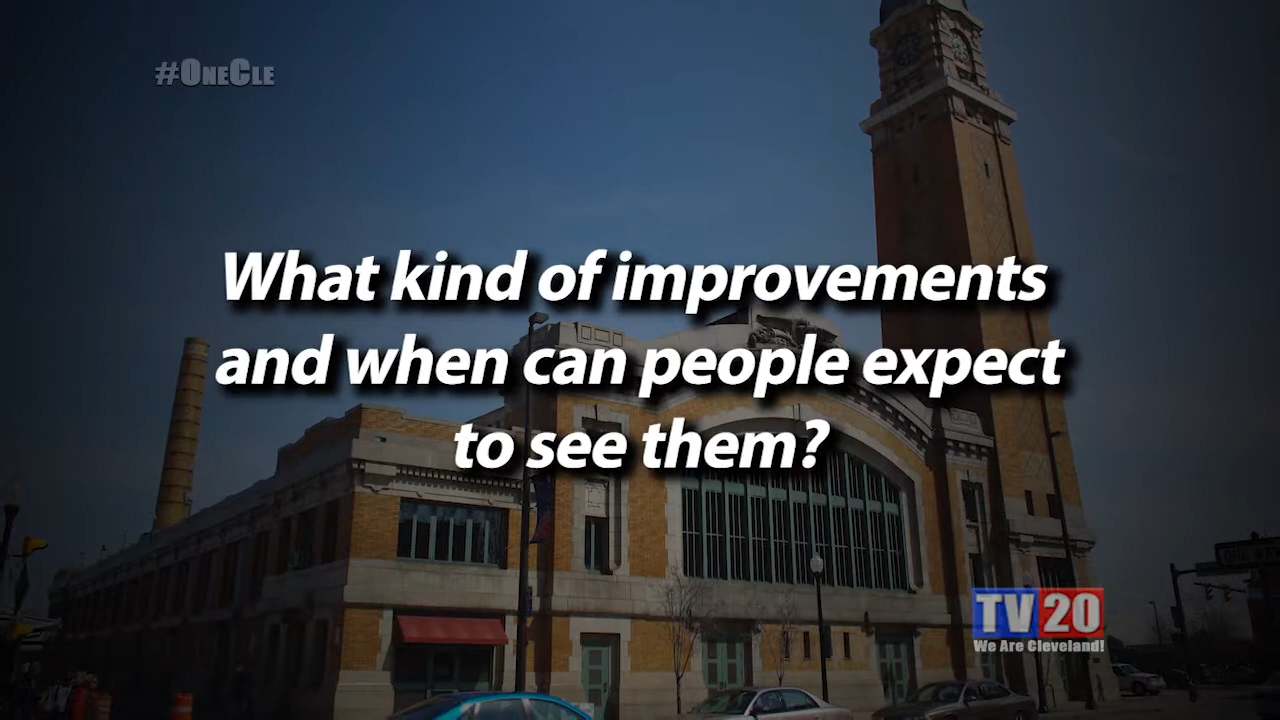 #OneCle
What kind of improvements
and when can people expect
to see them?
TV20
We Are Cleveland!